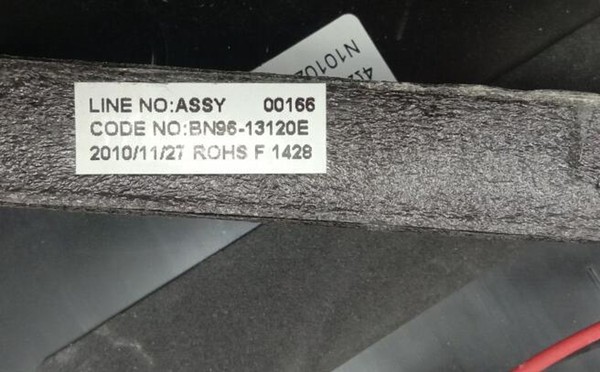 LINE NO:ASSY 00166
CODE NO:BN96-13120E
2010/11/27 ROHS F 1428